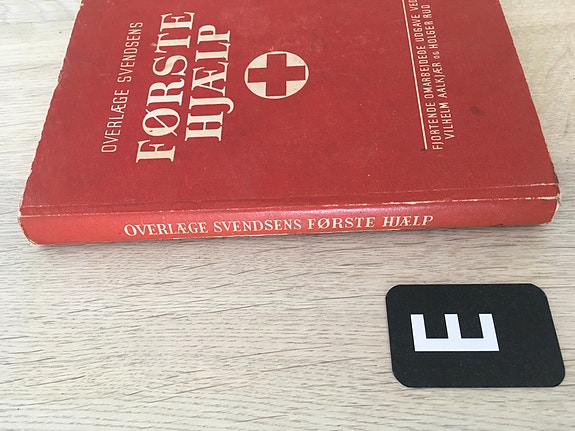 OVERLÆGE SVENDSENS
FØRSTE
HJÆLP
FJORTENDE OMARBEJDEDE UDGAVE VED
VILHELM AALKJÆR OG HOLGER RUD
OVERLÆGE SVENDSENS FØRSTE HJÆLP
E